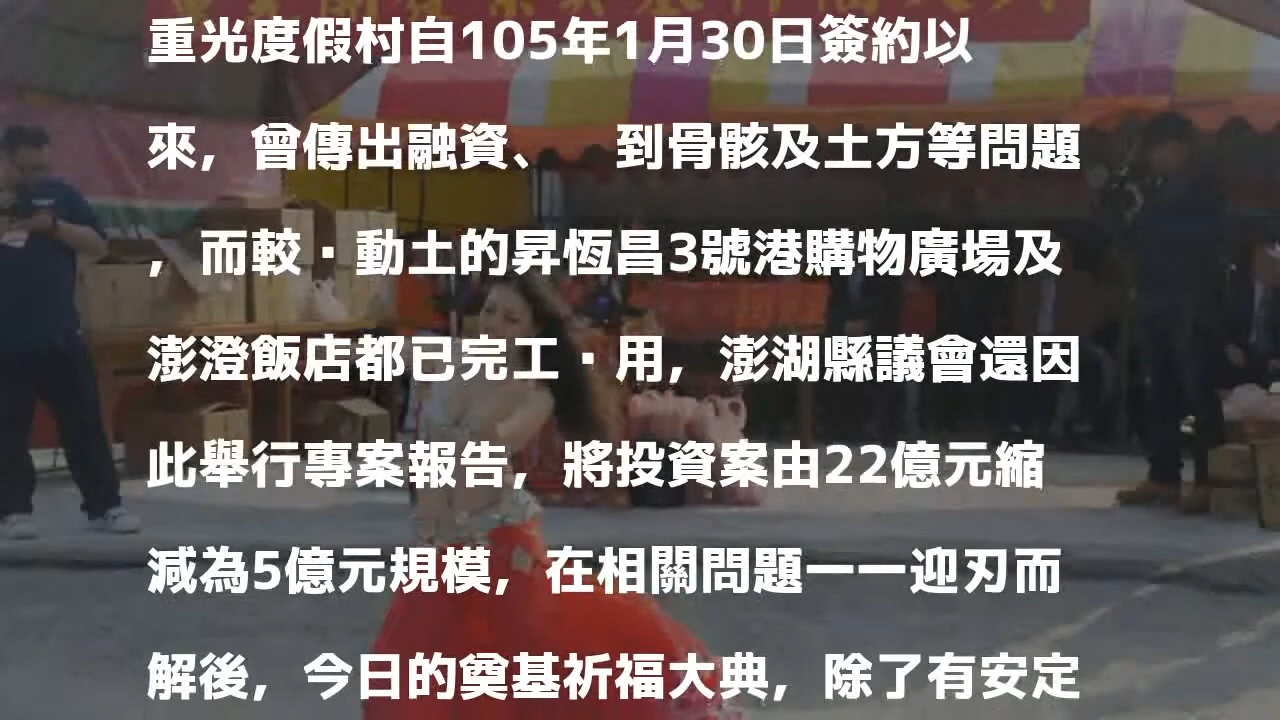 重光度假村自105年1月30日簽約以
來，曾傳出融資、　到骨骸及土方等問題
，而較▪動土的昇恆昌3號港購物廣場及
澎澄飯店都已完工▪用，澎湖縣議會還因
此舉行專案報告，將投資案由22億元縮
減為5億元規模，在相關問題一一迎刃而
解後，今日的奠基祈福大典，除了有安定